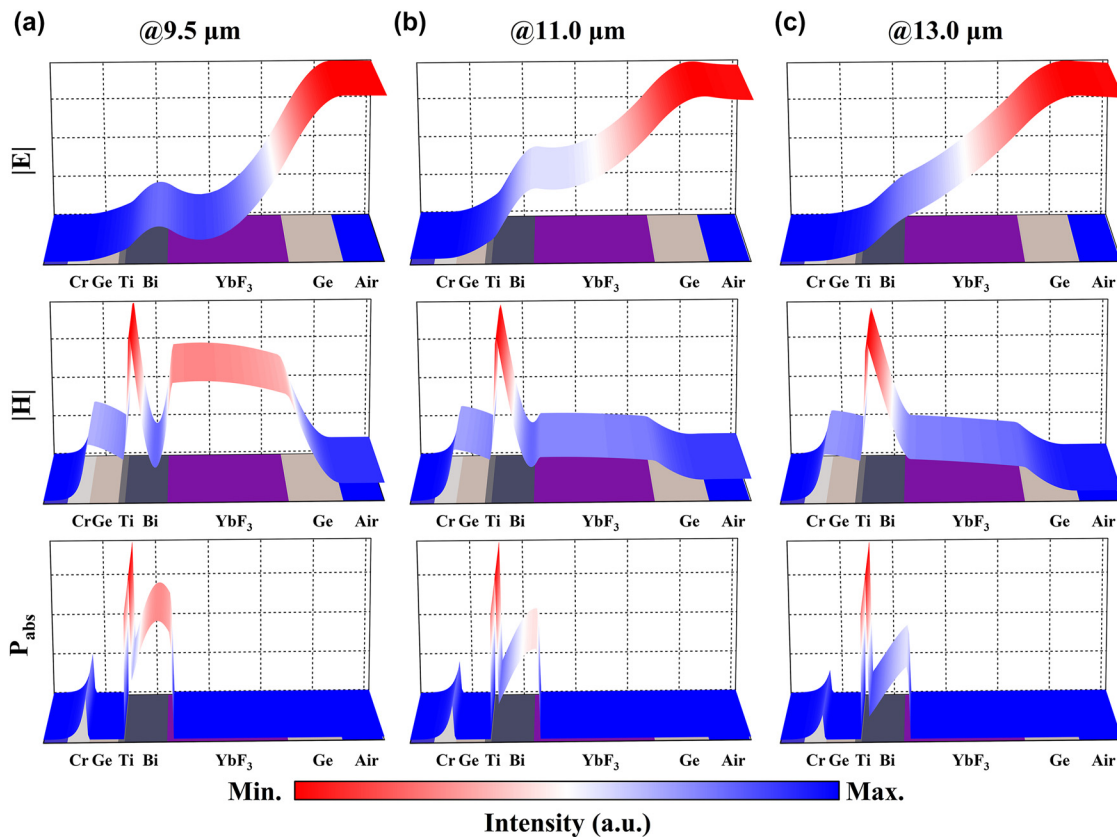 (a) @9.5 μm (b) @11.0 μm (c) @13.0 μm
|E|
Cr Ge Ti Bi YbF₃ Ge Air Cr Ge Ti Bi YbF₃ Ge Air Cr Ge Ti Bi YbF₃ Ge Air
|H|
Cr Ge Ti Bi YbF₃ Ge Air Cr Ge Ti Bi YbF₃ Ge Air Cr Ge Ti Bi YbF₃ Ge Air
P_abs
Cr Ge Ti Bi YbF₃ Ge Air Cr Ge Ti Bi YbF₃ Ge Air Cr Ge Ti Bi YbF₃ Ge Air
Min. Max.
Intensity (a.u.)